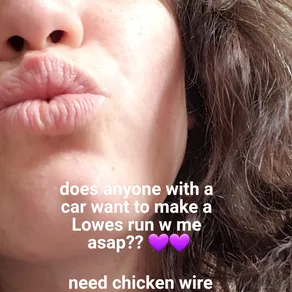 does anyone with a
car want to make a
Lowes run w me
asap?? 💜💜
need chicken wire